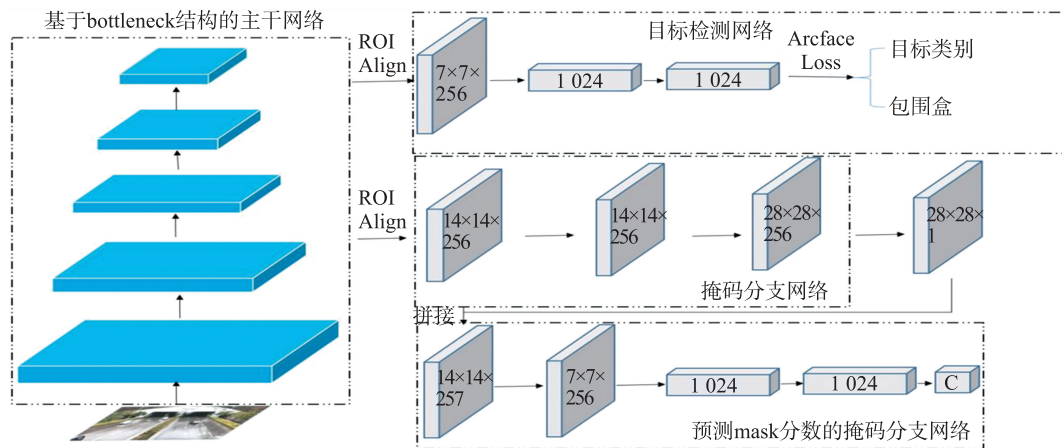 基于bottleneck结构的主干网络
ROI
Align
7×7×
256
1 024
1 024
目标检测网络
Arcface
Loss
目标类别
包围盒
ROI
Align
14×14×
256
14×14×
256
28×28×
256
28×28×
1
掩码分支网络
拼接
14×14×
257
7×7×
256
1 024
1 024
C
预测mask分数的掩码分支网络